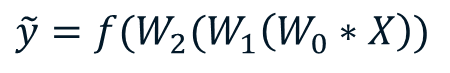 ỹ = f(W₂(W₁(W₀ * X))